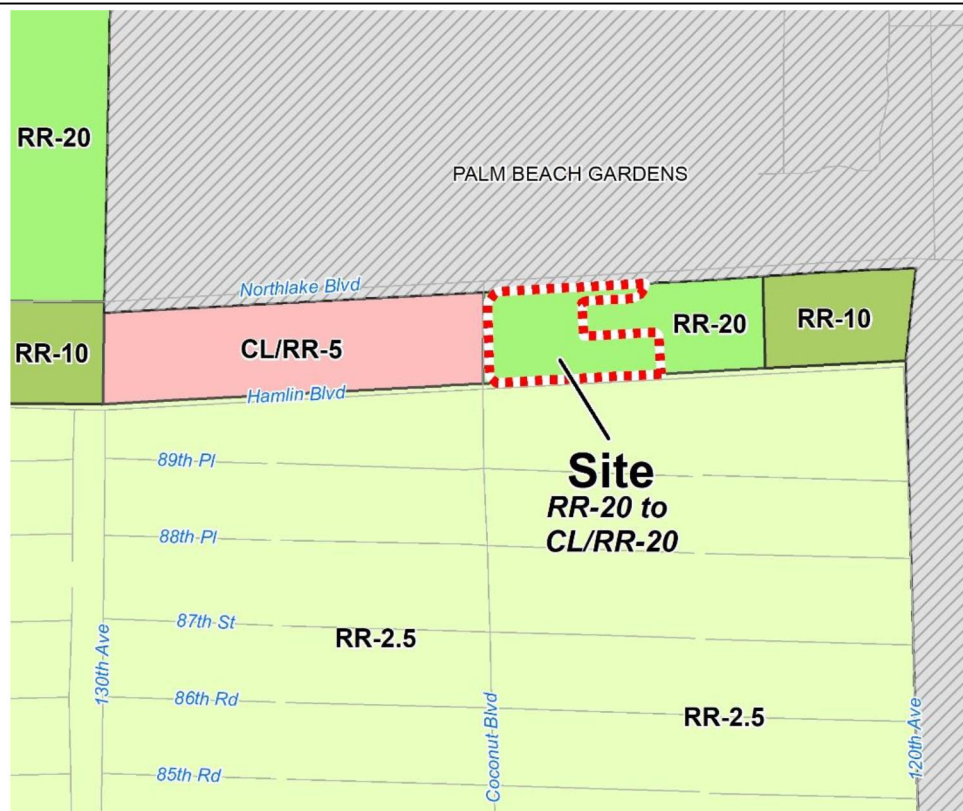 RR-20
PALM BEACH GARDENS
Northlake Blvd
RR-10
CL/RR-5
RR-20
RR-10
Hamlin Blvd
Site
RR-20 to
CL/RR-20
89th Pl
88th Pl
87th St
RR-2.5
86th Rd
RR-2.5
85th Rd
130th Ave
Coconut Blvd
120th Ave